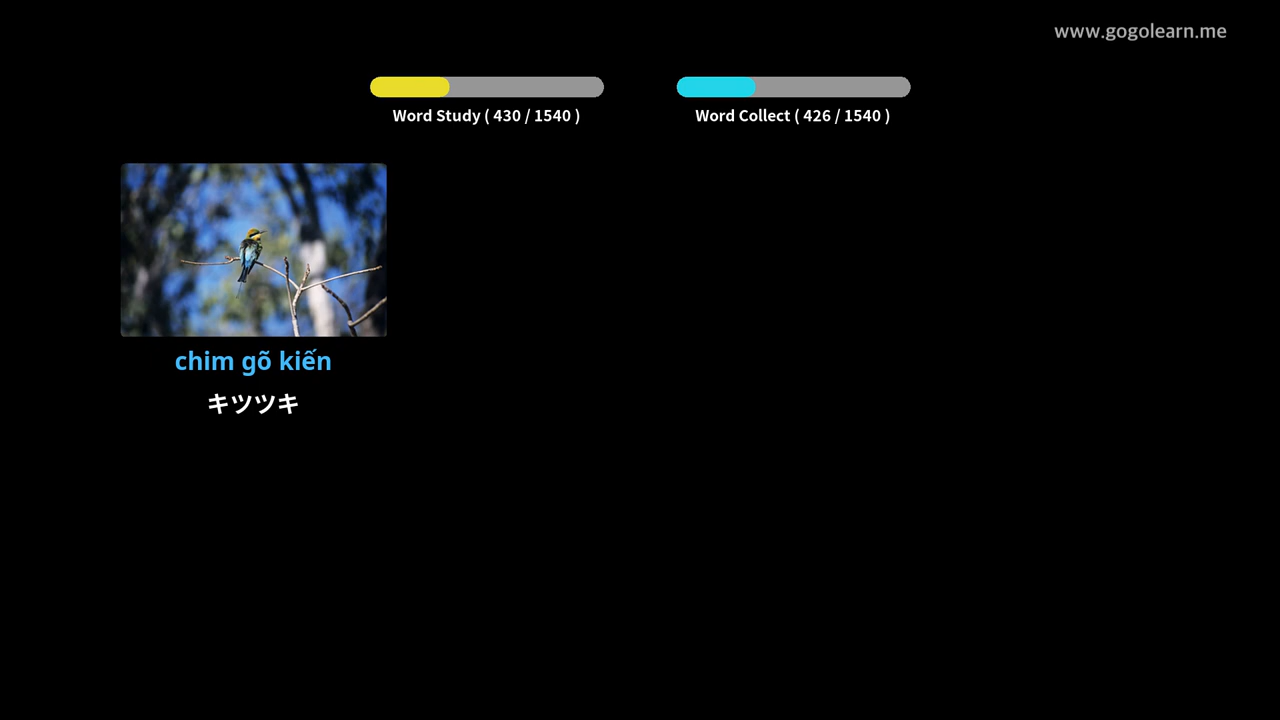 www.gogolearn.me
Word Study ( 430 / 1540 )
Word Collect ( 426 / 1540 )
chim gõ kiến
キツツキ